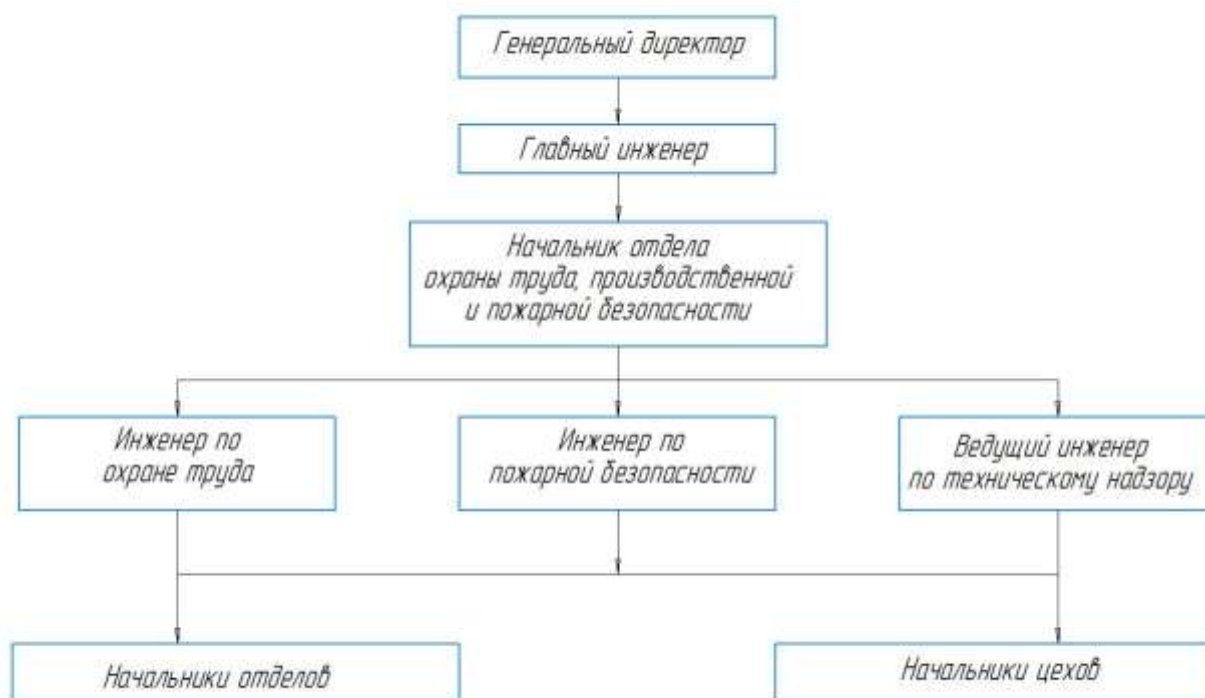 Генеральный директор
Главный инженер
Начальник отдела
охраны труда, производственной
и пожарной безопасности
Инженер по
охране труда
Инженер по
пожарной безопасности
Ведущий инженер
по техническому надзору
Начальники отделов
Начальники цехов